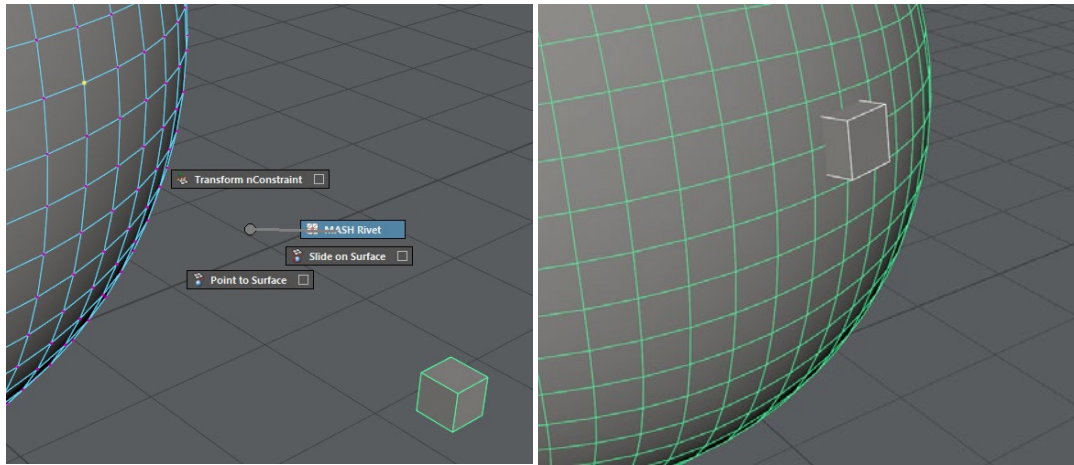 Transform nConstraint
MASH Rivet
Slide on Surface
Point to Surface